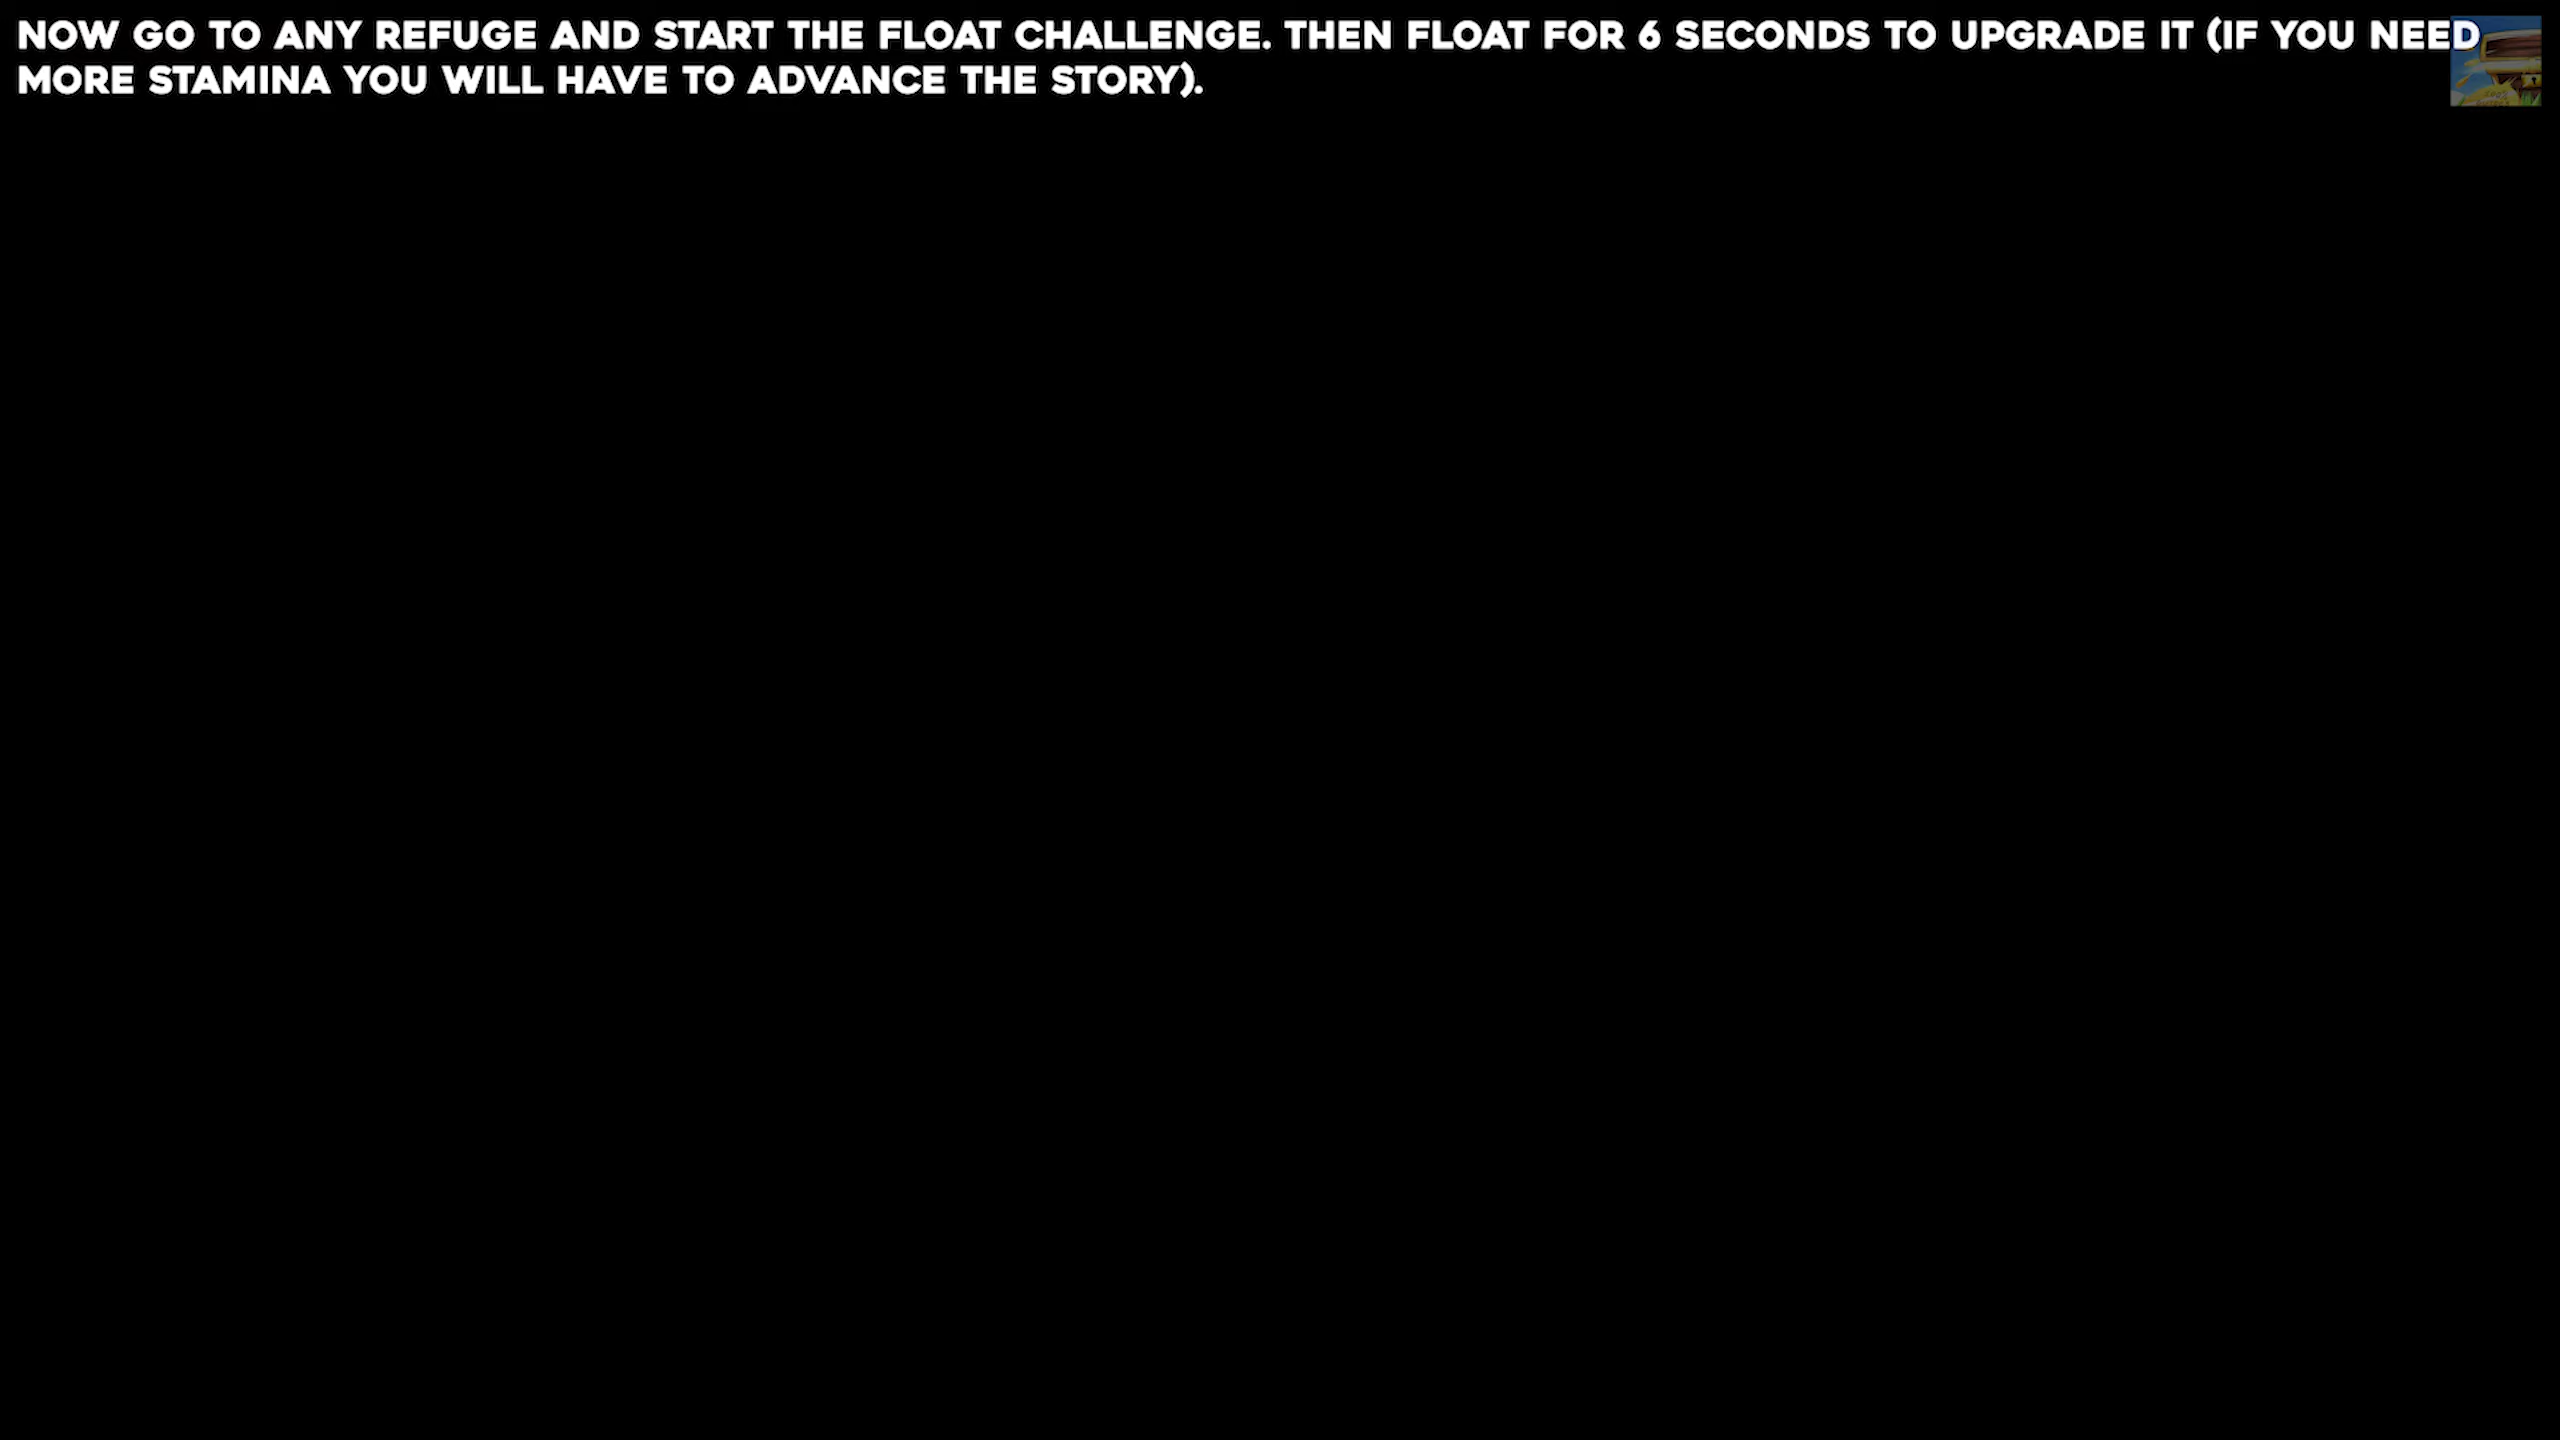 NOW GO TO ANY REFUGE AND START THE FLOAT CHALLENGE. THEN FLOAT FOR 6 SECONDS TO UPGRADE IT (IF YOU NEED
MORE STAMINA YOU WILL HAVE TO ADVANCE THE STORY).